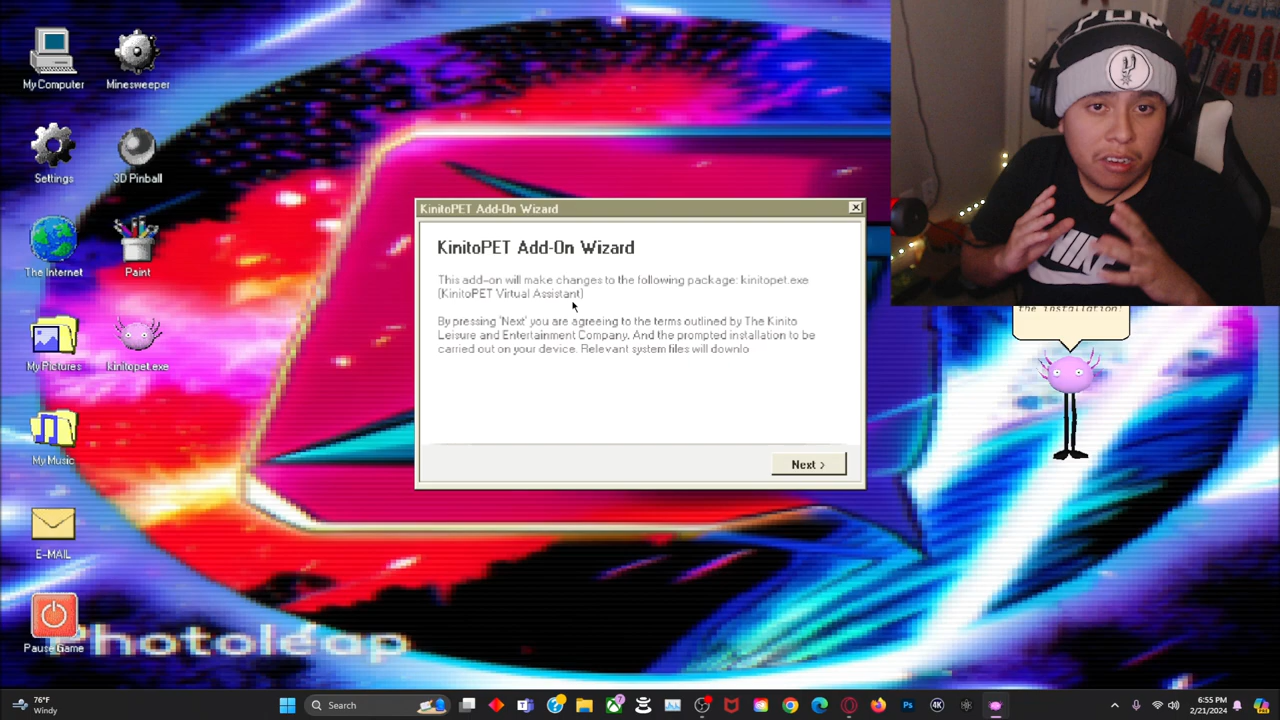 My Computer
Minesweeper
Settings
3D Pinball
The Internet
Paint
My Pictures
kinitopet.exe
My Music
E-MAIL
Pause Game
Photoleap
KinitoPET Add-On Wizard
KinitoPET Add-On Wizard
This add-on will make changes to the following package: kinitopet.exe
(KinitoPET Virtual Assistant)
By pressing 'Next' you are agreeing to the terms outlined by The Kinito
Leisure and Entertainment Company. And the prompted installation to be
carried out on your device. Relevant system files will downlo
Next >
the installation!
NIKE
76°F
Windy
Search
6:55 PM
2/21/2024